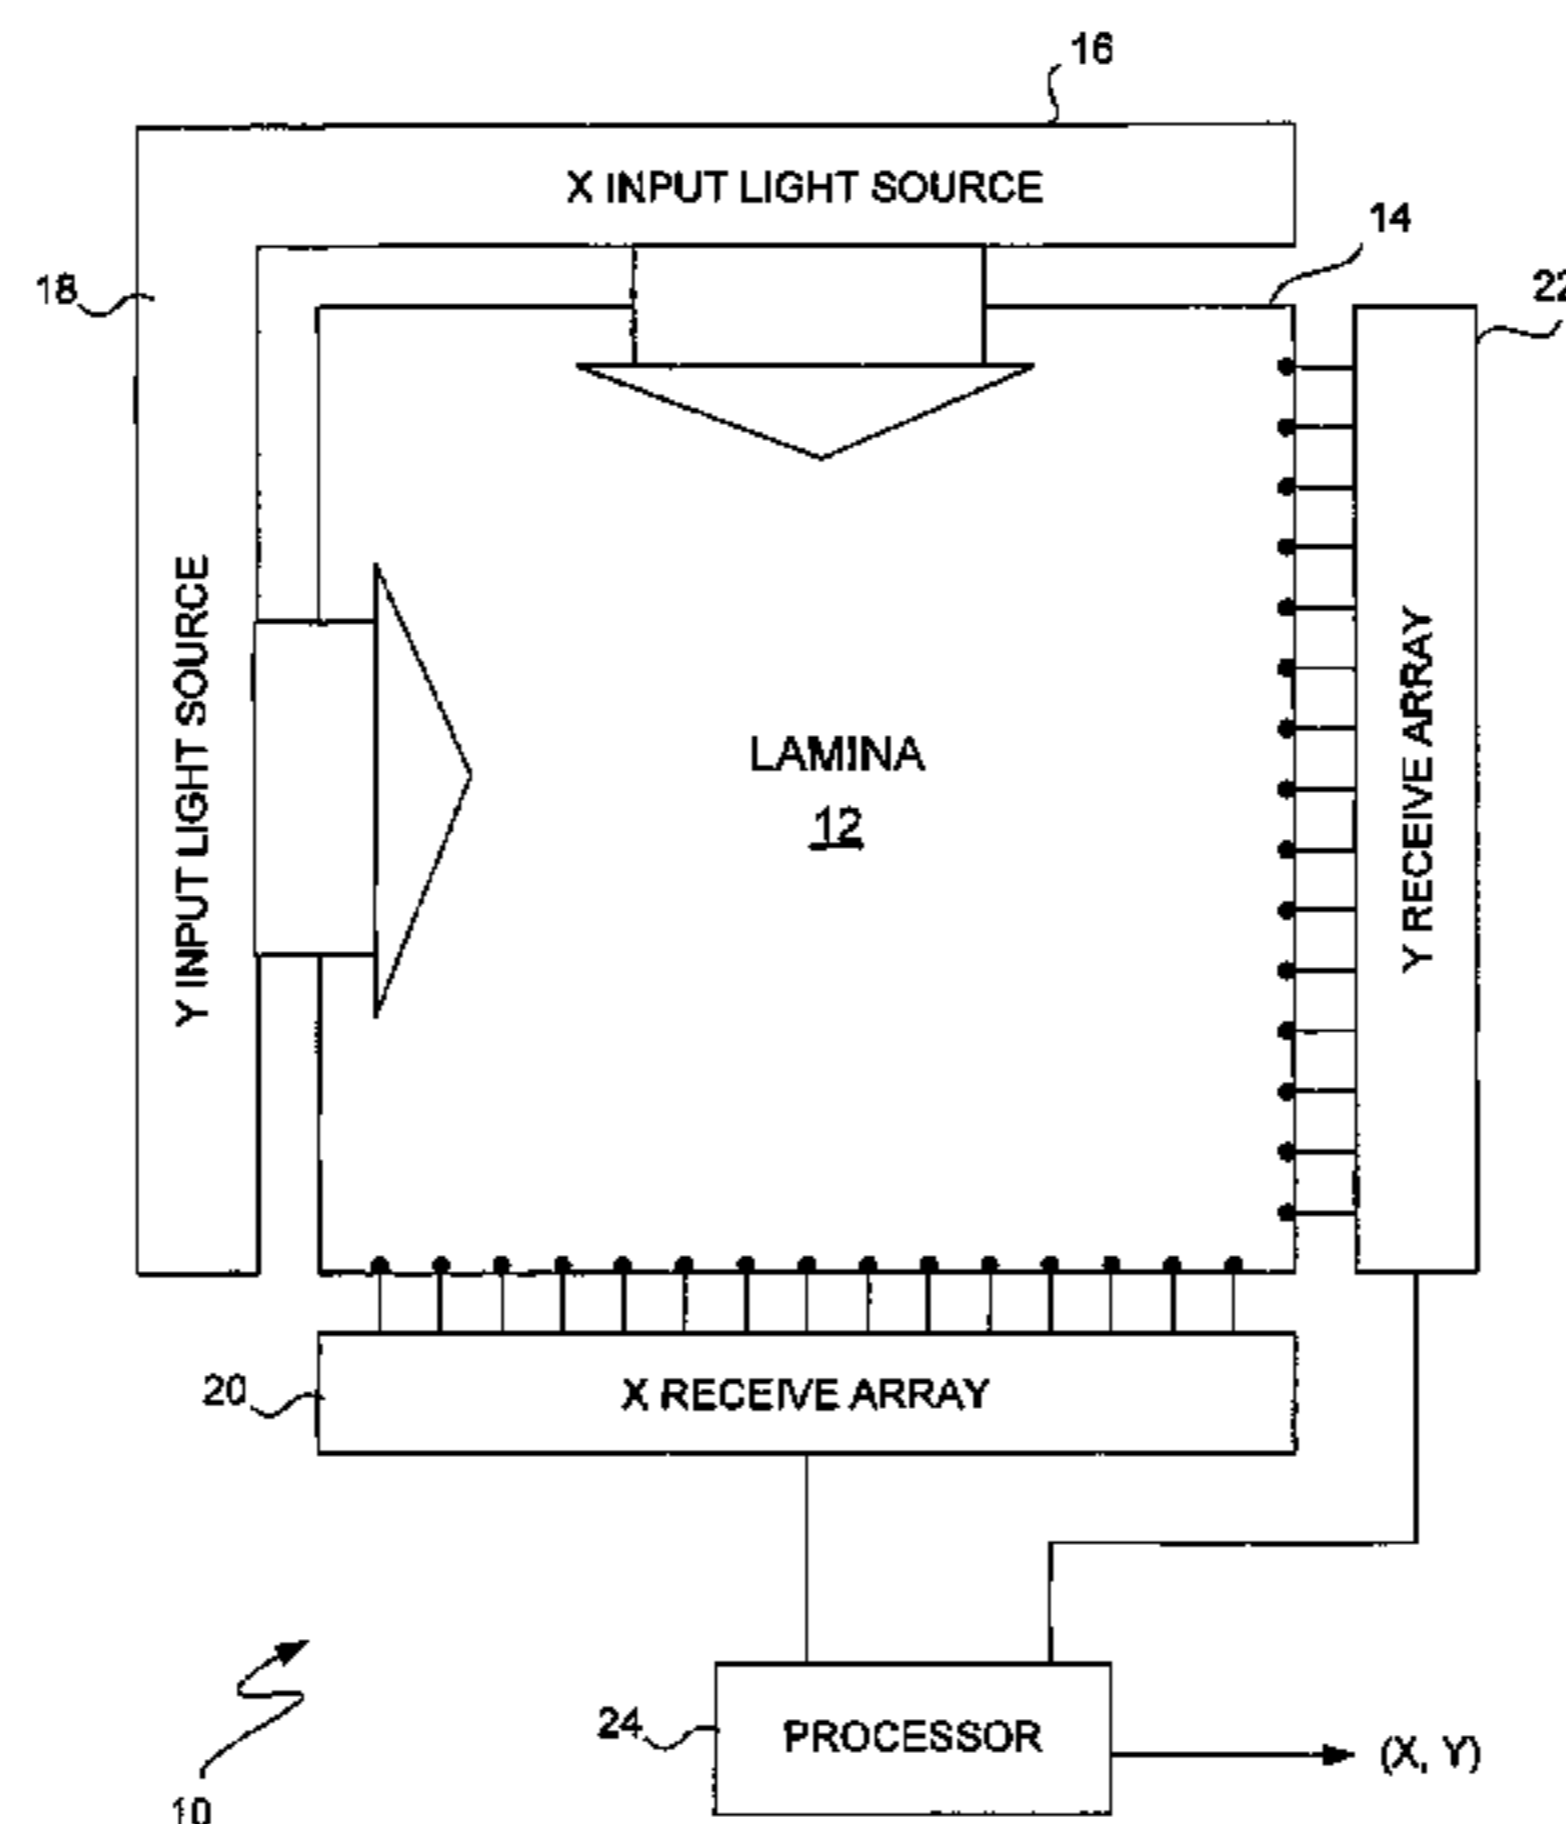 16
X INPUT LIGHT SOURCE
14
18
22
Y INPUT LIGHT SOURCE
LAMINA
12
Y RECEIVE ARRAY
20
X RECEIVE ARRAY
24
PROCESSOR
(X, Y)
10